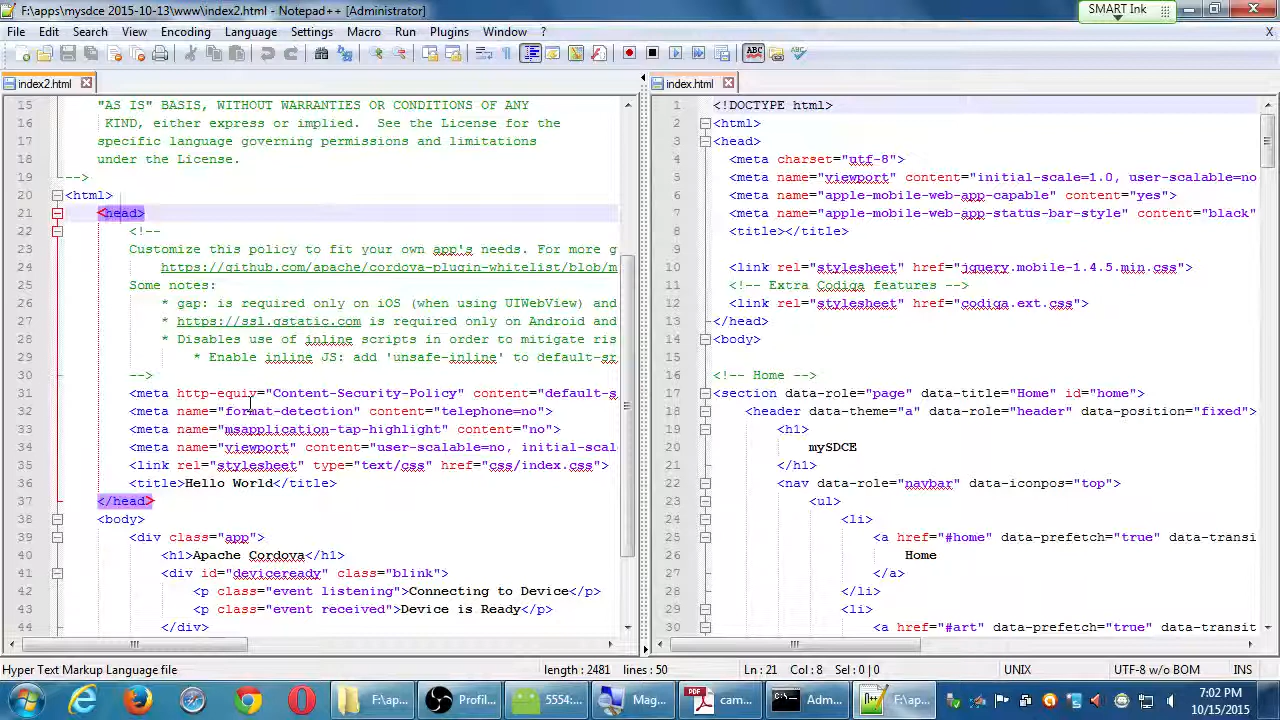 F:\apps\mysdce 2015-10-13\www\index2.html - Notepad++ [Administrator]
SMART Ink
File Edit Search View Encoding Language Settings Macro Run Plugins Window ? X
index2.html
15 "AS IS" BASIS, WITHOUT WARRANTIES OR CONDITIONS OF ANY
16 KIND, either express or implied. See the License for the
17 specific language governing permissions and limitations
18 under the License.
19 -->
20 <html>
21 <head>
22 <!--
23 Customize this policy to fit your own app's needs. For more g
24 https://github.com/apache/cordova-plugin-whitelist/blob/m
25 Some notes:
26 * gap: is required only on iOS (when using UIWebView) and
27 * https://ssl.gstatic.com is required only on Android and
28 * Disables use of inline scripts in order to mitigate ris
29 * Enable inline JS: add 'unsafe-inline' to default-sr
30 -->
31 <meta http-equiv="Content-Security-Policy" content="default-s
32 <meta name="format-detection" content="telephone=no">
33 <meta name="msapplication-tap-highlight" content="no">
34 <meta name="viewport" content="user-scalable=no, initial-scal
35 <link rel="stylesheet" type="text/css" href="css/index.css">
36 <title>Hello World</title>
37 </head>
38 <body>
39 <div class="app">
40 <h1>Apache Cordova</h1>
41 <div id="deviceready" class="blink">
42 <p class="event listening">Connecting to Device</p>
43 <p class="event received">Device is Ready</p>
44 </div>
index.html
1 <!DOCTYPE html>
2 <html>
3 <head>
4 <meta charset="utf-8">
5 <meta name="viewport" content="initial-scale=1.0, user-scalable=no
6 <meta name="apple-mobile-web-app-capable" content="yes">
7 <meta name="apple-mobile-web-app-status-bar-style" content="black"
8 <title></title>
9
10 <link rel="stylesheet" href="jquery.mobile-1.4.5.min.css">
11 <!-- Extra Codiqa features -->
12 <link rel="stylesheet" href="codiqa.ext.css">
13 </head>
14 <body>
15
16 <!-- Home -->
17 <section data-role="page" data-title="Home" id="home">
18 <header data-theme="a" data-role="header" data-position="fixed">
19 <h1>
20 mySDCE
21 </h1>
22 <nav data-role="navbar" data-iconpos="top">
23 <ul>
24 <li>
25 <a href="#home" data-prefetch="true" data-transi
26 Home
27 </a>
28 </li>
29 <li>
30 <a href="#art" data-prefetch="true" data-transi
Hyper Text Markup Language file length : 2481 lines : 50 Ln : 21 Col : 8 Sel : 0 | 0 UNIX UTF-8 w/o BOM INS
F:\ap... Profil... 5554:... Mag... PDF cam... Adm... F:\ap... 7:02 PM
10/15/2015